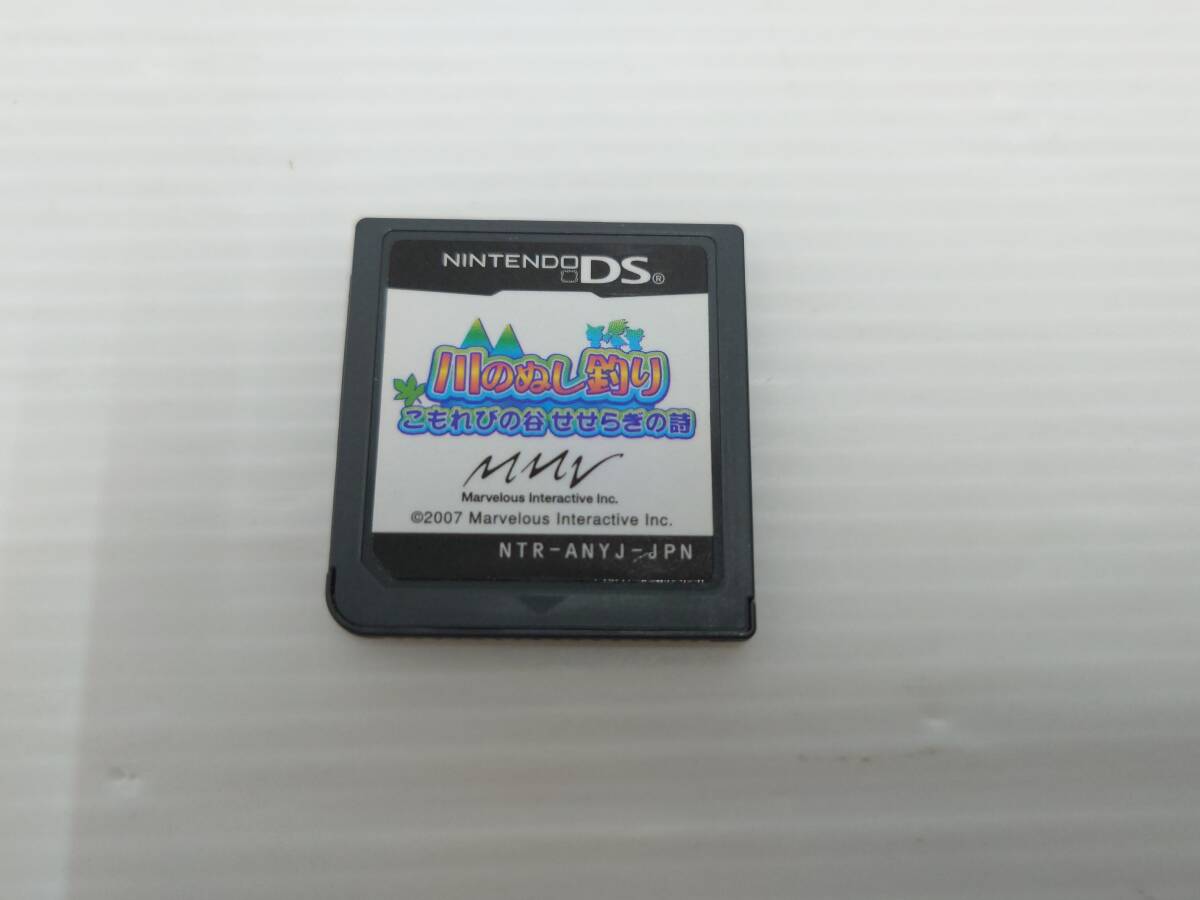 NINTENDO DS®
川のぬし釣り
こもれびの谷 せせらぎの詩
MMV
Marvelous Interactive Inc.
©2007 Marvelous Interactive Inc.
NTR-ANYJ-JPN